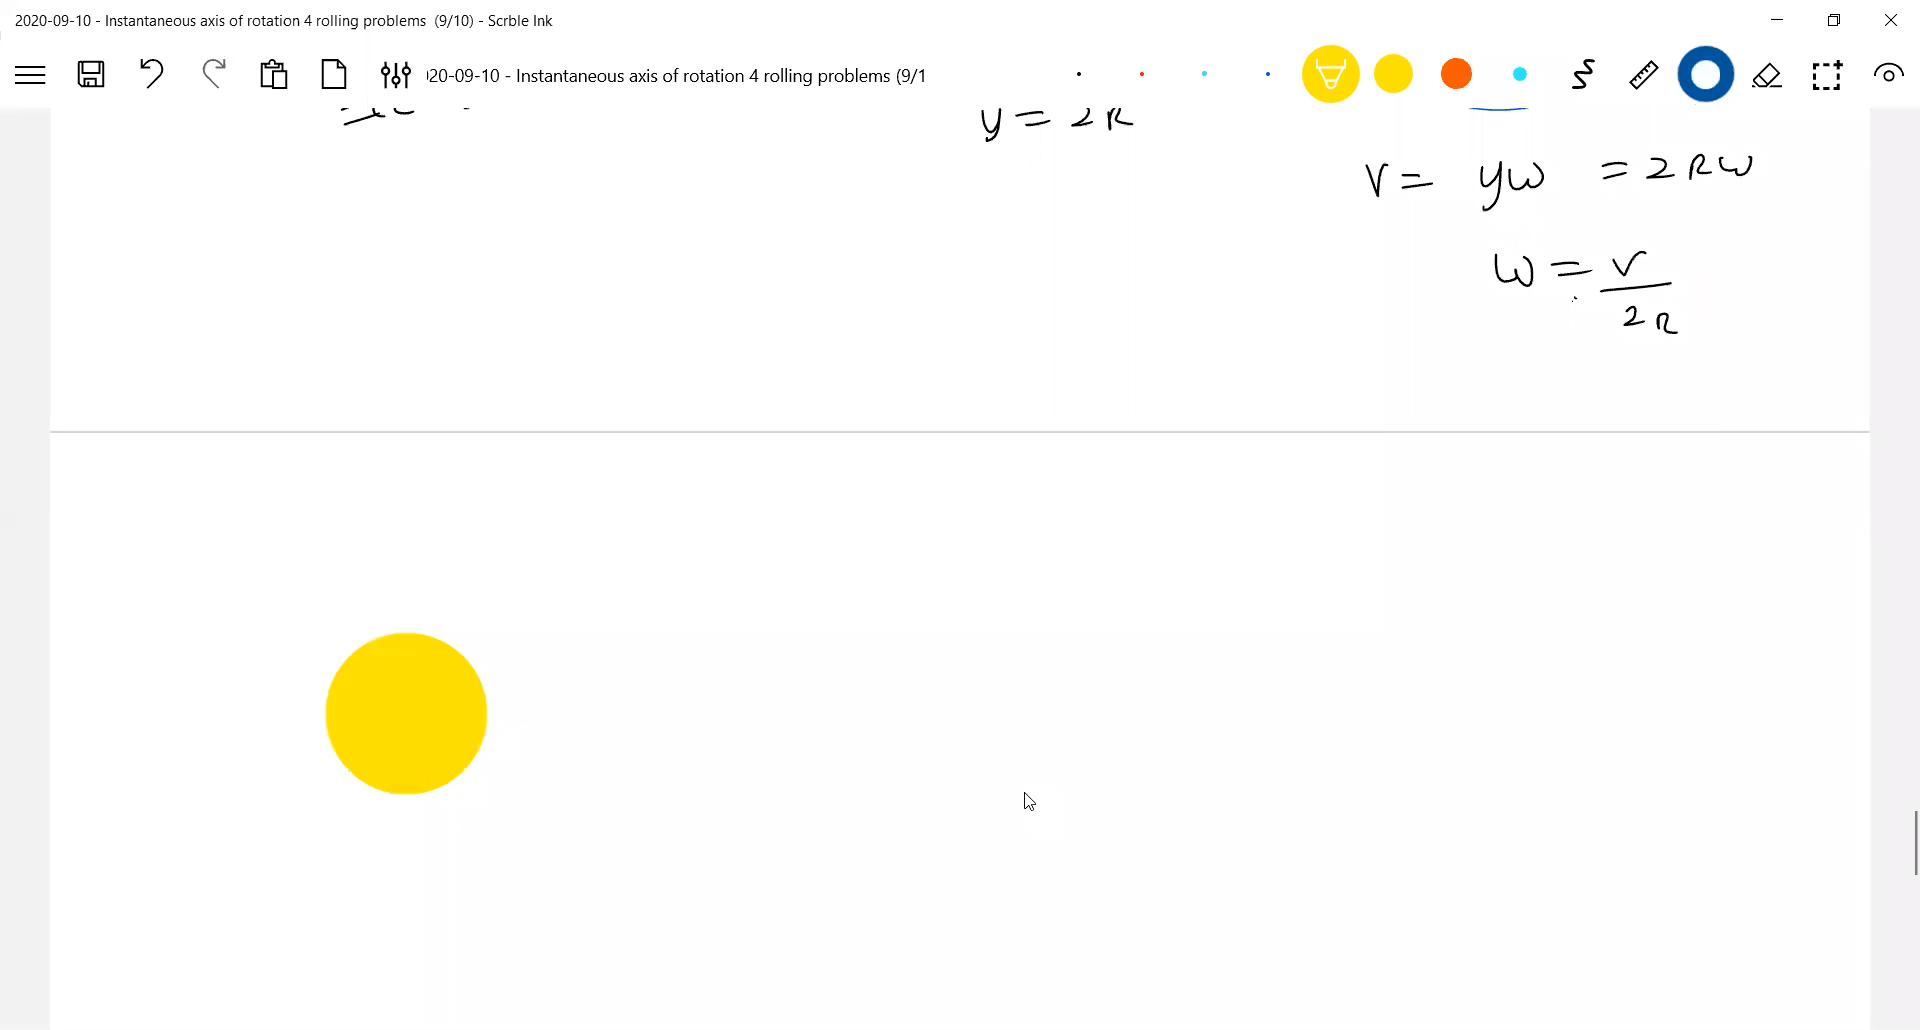 2020-09-10 - Instantaneous axis of rotation 4 rolling problems (9/10) - Scrble Ink
20-09-10 - Instantaneous axis of rotation 4 rolling problems (9/1
y = 2R
v = yω = 2Rω
ω = v
2R